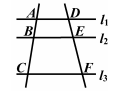 A D l₁
B E l₂
C F l₃